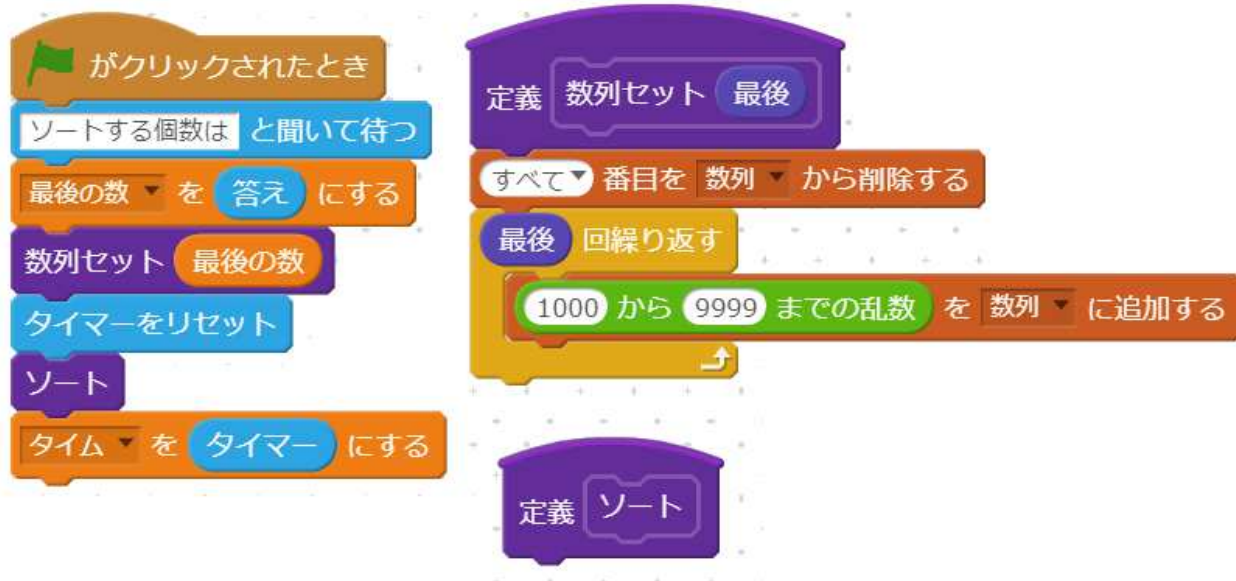 がクリックされたとき
ソートする個数は と聞いて待つ
最後の数 を 答え にする
数列セット 最後の数
タイマーをリセット
ソート
タイム を タイマー にする
定義 数列セット 最後
すべて 番目を 数列 から削除する
最後 回繰り返す
1000 から 9999 までの乱数 を 数列 に追加する
定義 ソート